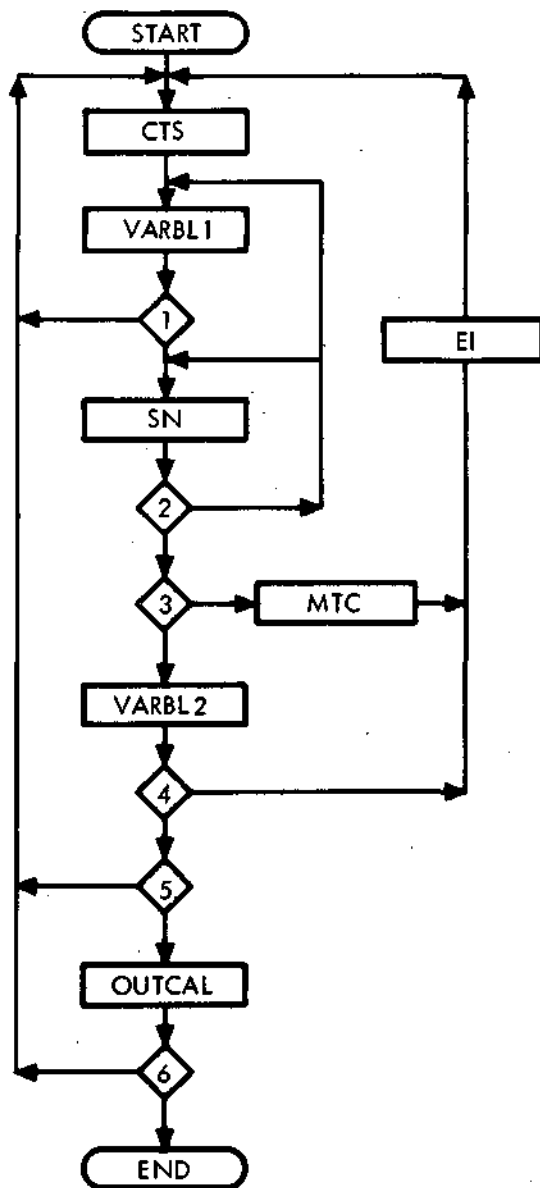 START
CTS
VARBL1
1
EI
SN
2
3
MTC
VARBL2
4
5
OUTCAL
6
END